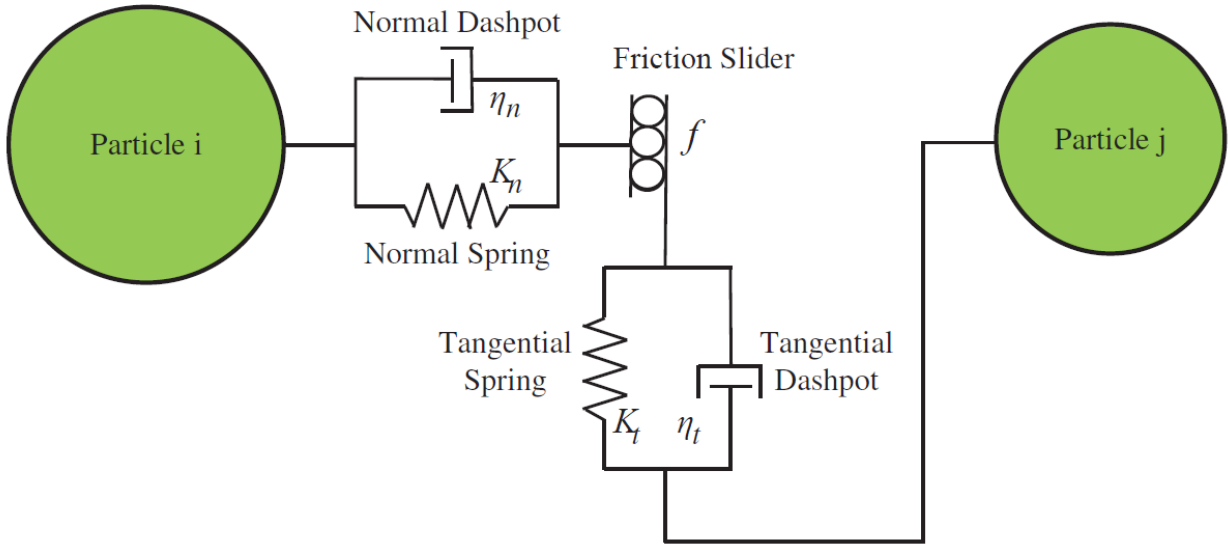 Normal Dashpot
Friction Slider
ηn
f
Particle i
Particle j
Kn
Normal Spring
Tangential
Spring
Tangential
Dashpot
Kt
ηt